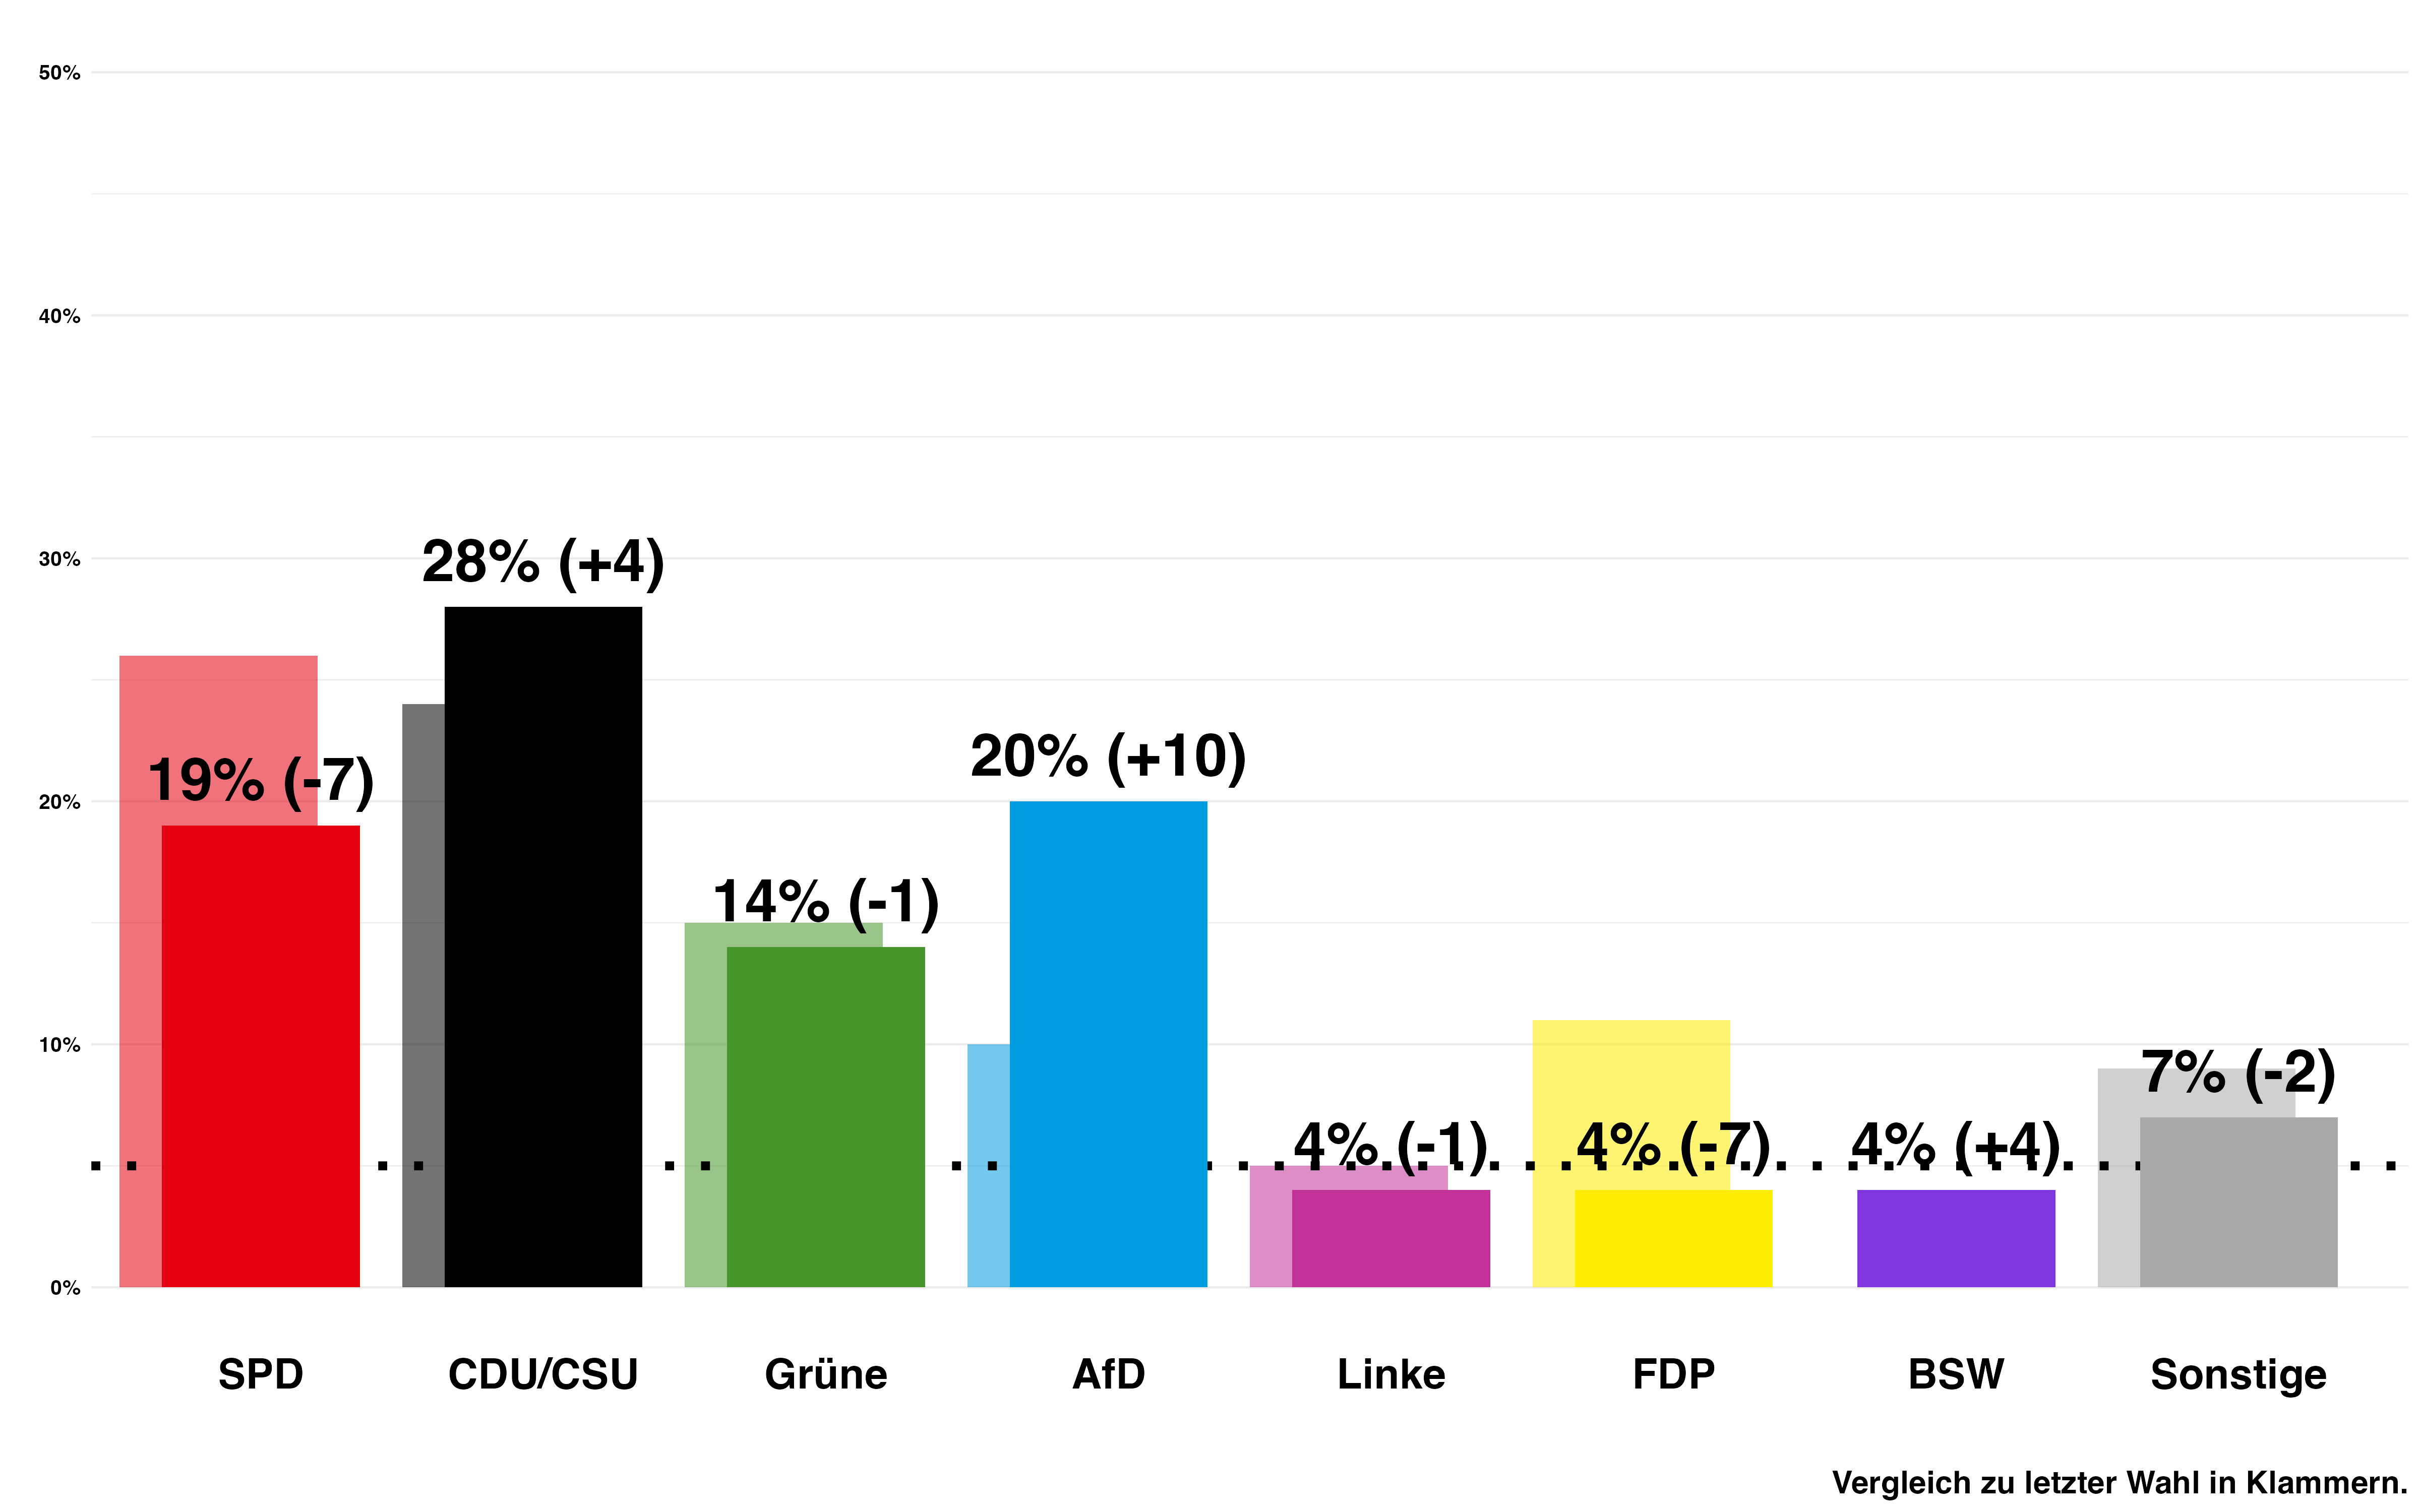 50%
40%
30%
20%
10%
0%
19% (-7)
28% (+4)
14% (-1)
20% (+10)
4% (-1)
4% (-7)
4% (+4)
7% (-2)
SPD
CDU/CSU
Grüne
AfD
Linke
FDP
BSW
Sonstige
Vergleich zu letzter Wahl in Klammern.